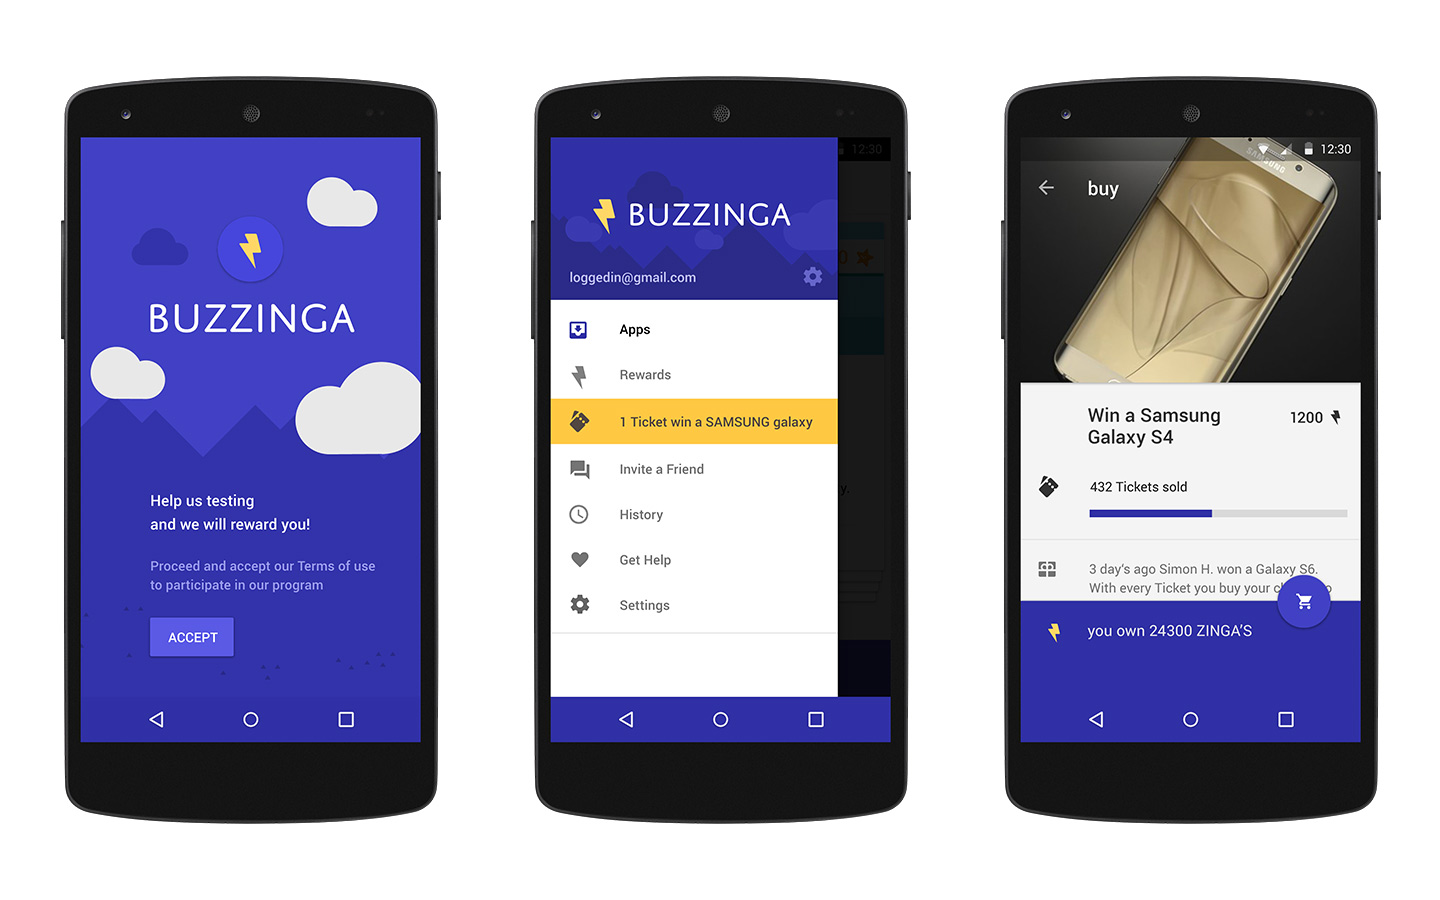 BUZZINGA
Help us testing
and we will reward you!
Proceed and accept our Terms of use
to participate in our program
ACCEPT
12:30
BUZZINGA
loggedin@gmail.com
Apps
Rewards
1 Ticket win a SAMSUNG galaxy
Invite a Friend
History
Get Help
Settings
12:30
SAMSUNG
buy
Win a Samsung
Galaxy S4
1200
432 Tickets sold
3 day's ago Simon H. won a Galaxy S6.
With every Ticket you buy your
you own 24300 ZINGA'S